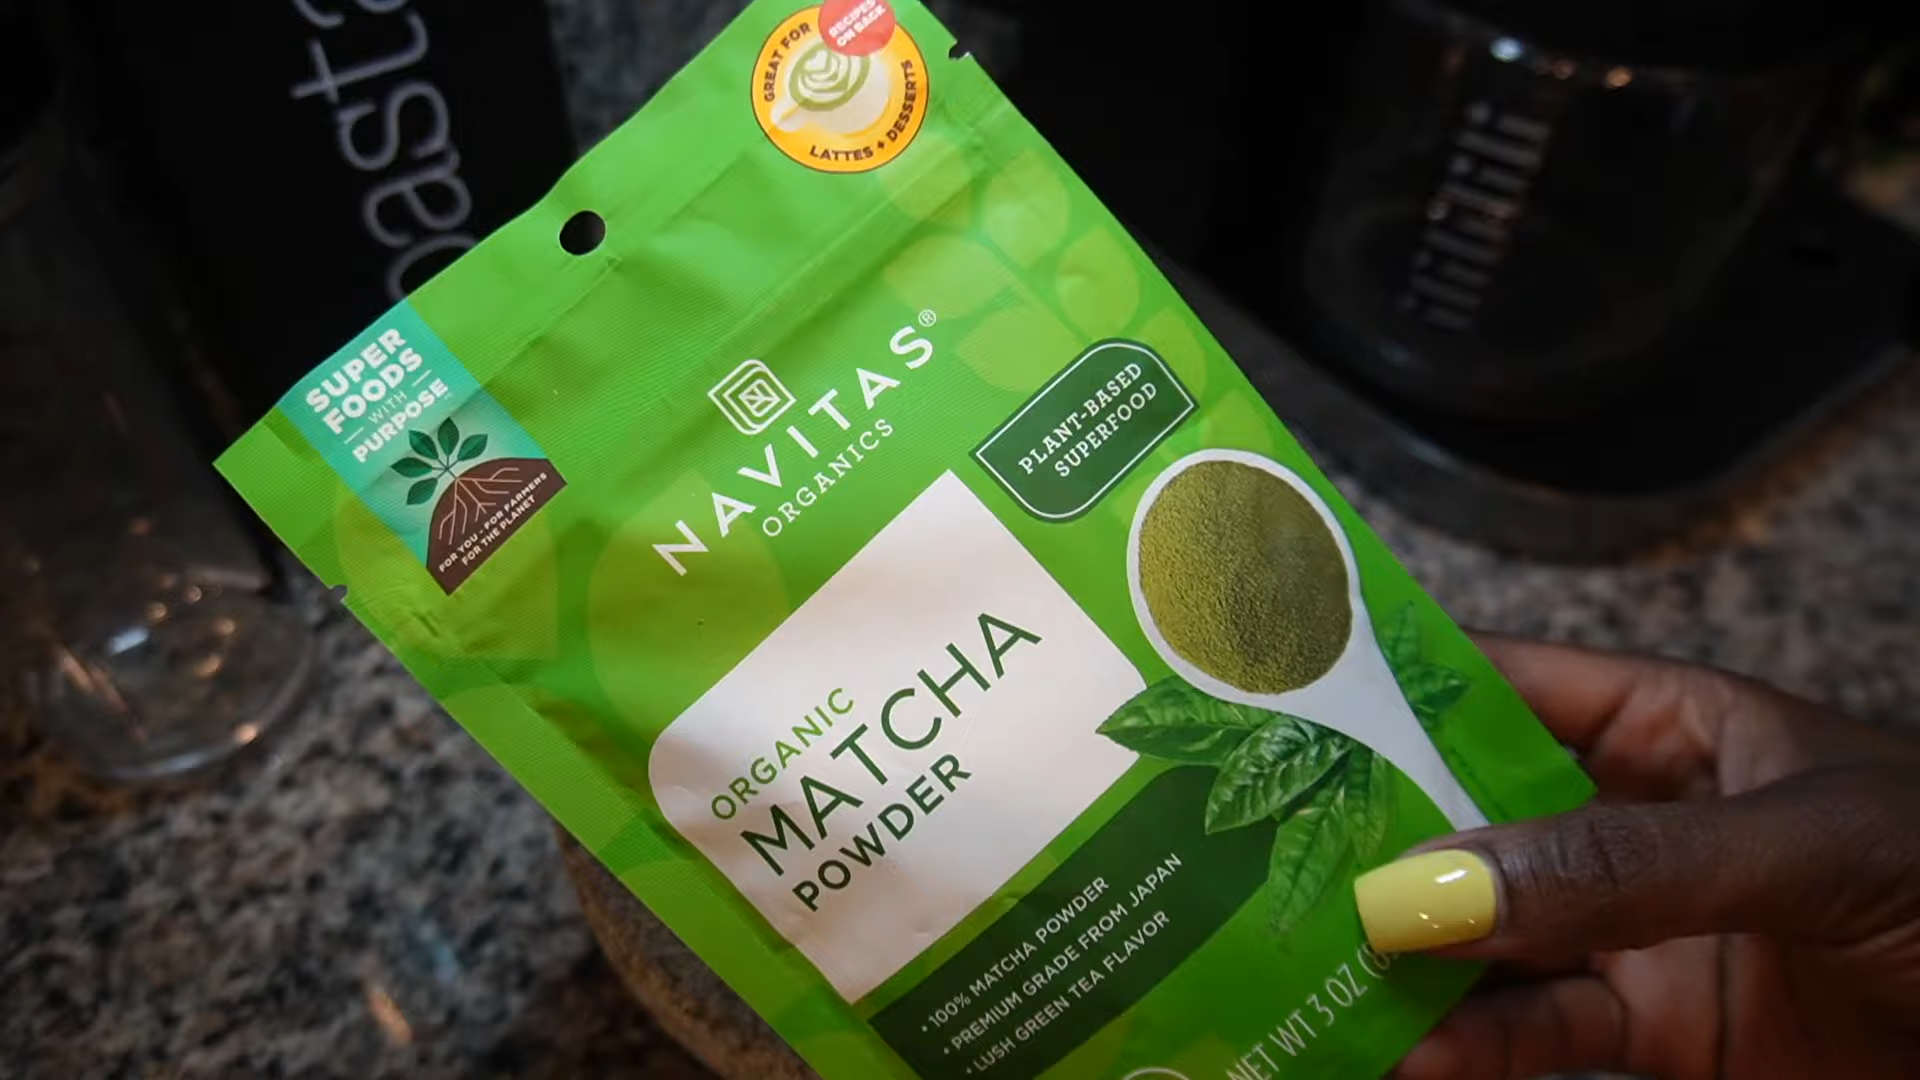 RECIPES
ON BACK
GREAT FOR
LATTES + DESSERTS
SUPER
FOODS
WITH
PURPOSE
FOR YOU • FOR FARMERS
FOR THE PLANET
NAVITAS®
ORGANICS
PLANT-BASED
SUPERFOOD
ORGANIC
MATCHA
POWDER
• 100% MATCHA POWDER
• PREMIUM GRADE FROM JAPAN
• LUSH GREEN TEA FLAVOR
NET WT 3 OZ